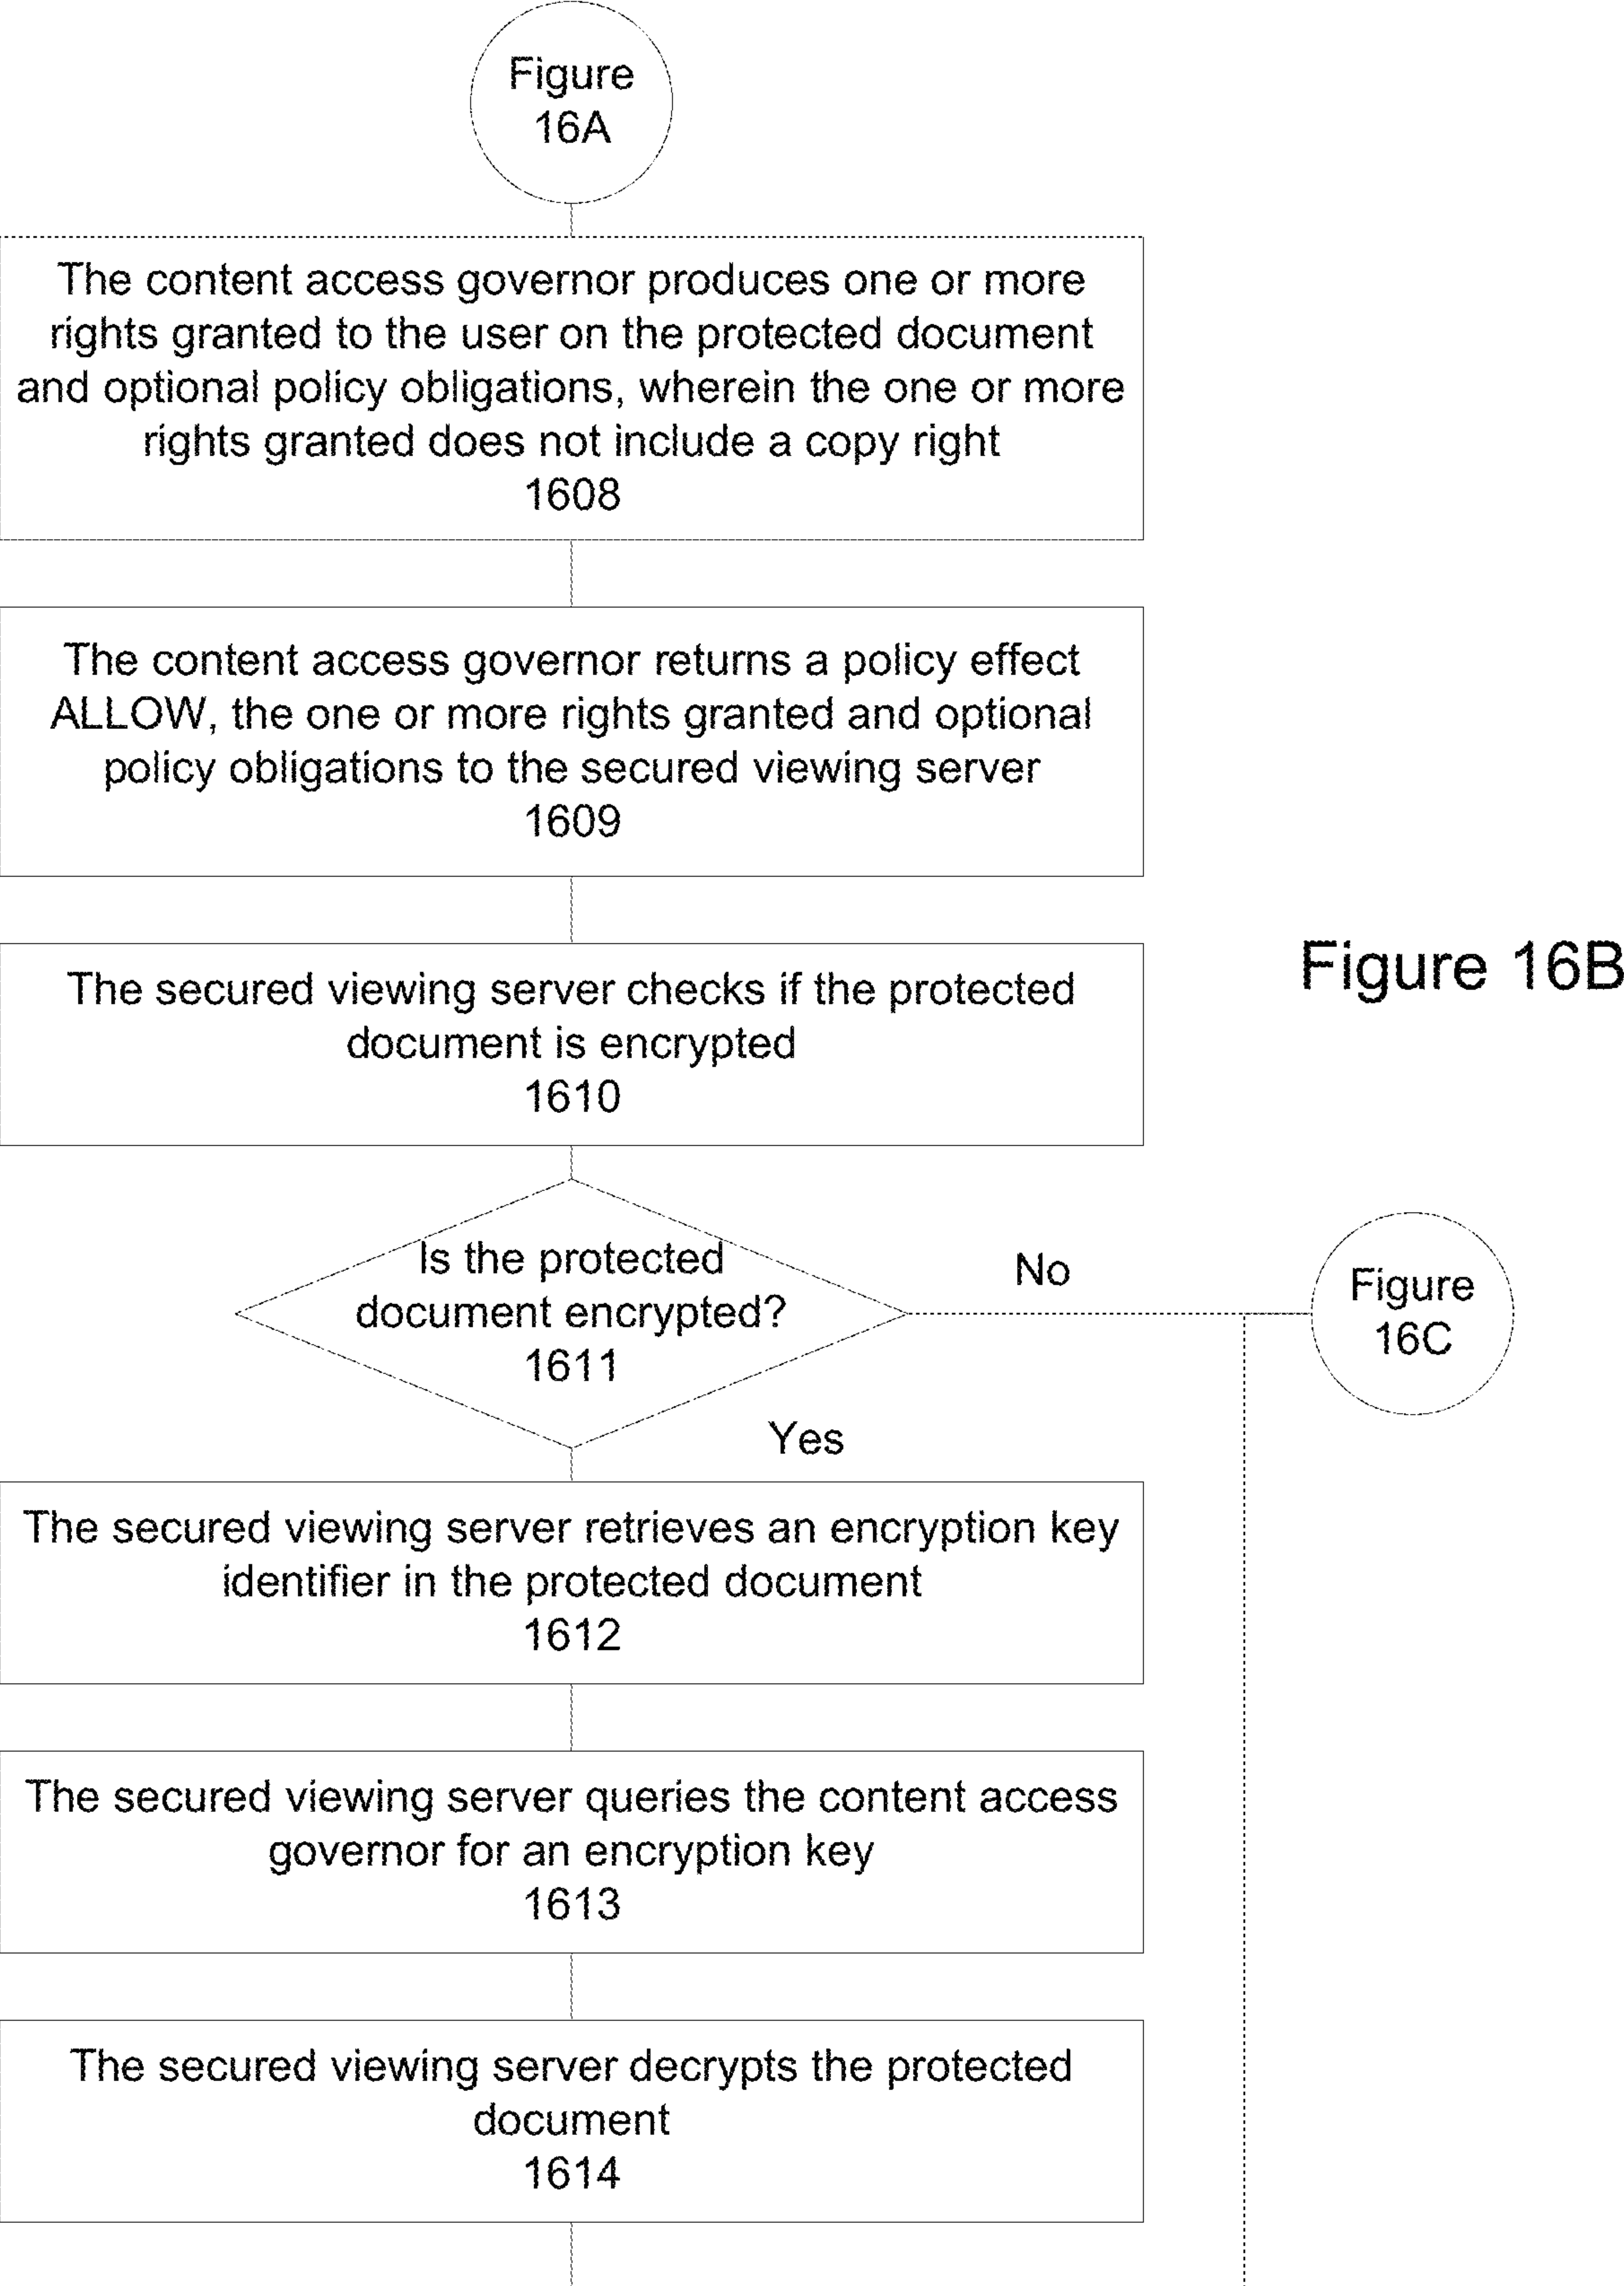 Figure
16A
The content access governor produces one or more
rights granted to the user on the protected document
and optional policy obligations, wherein the one or more
rights granted does not include a copy right
1608
The content access governor returns a policy effect
ALLOW, the one or more rights granted and optional
policy obligations to the secured viewing server
1609
The secured viewing server checks if the protected
document is encrypted
1610
Figure 16B
Is the protected
document encrypted?
1611
No
Figure
16C
Yes
The secured viewing server retrieves an encryption key
identifier in the protected document
1612
The secured viewing server queries the content access
governor for an encryption key
1613
The secured viewing server decrypts the protected
document
1614